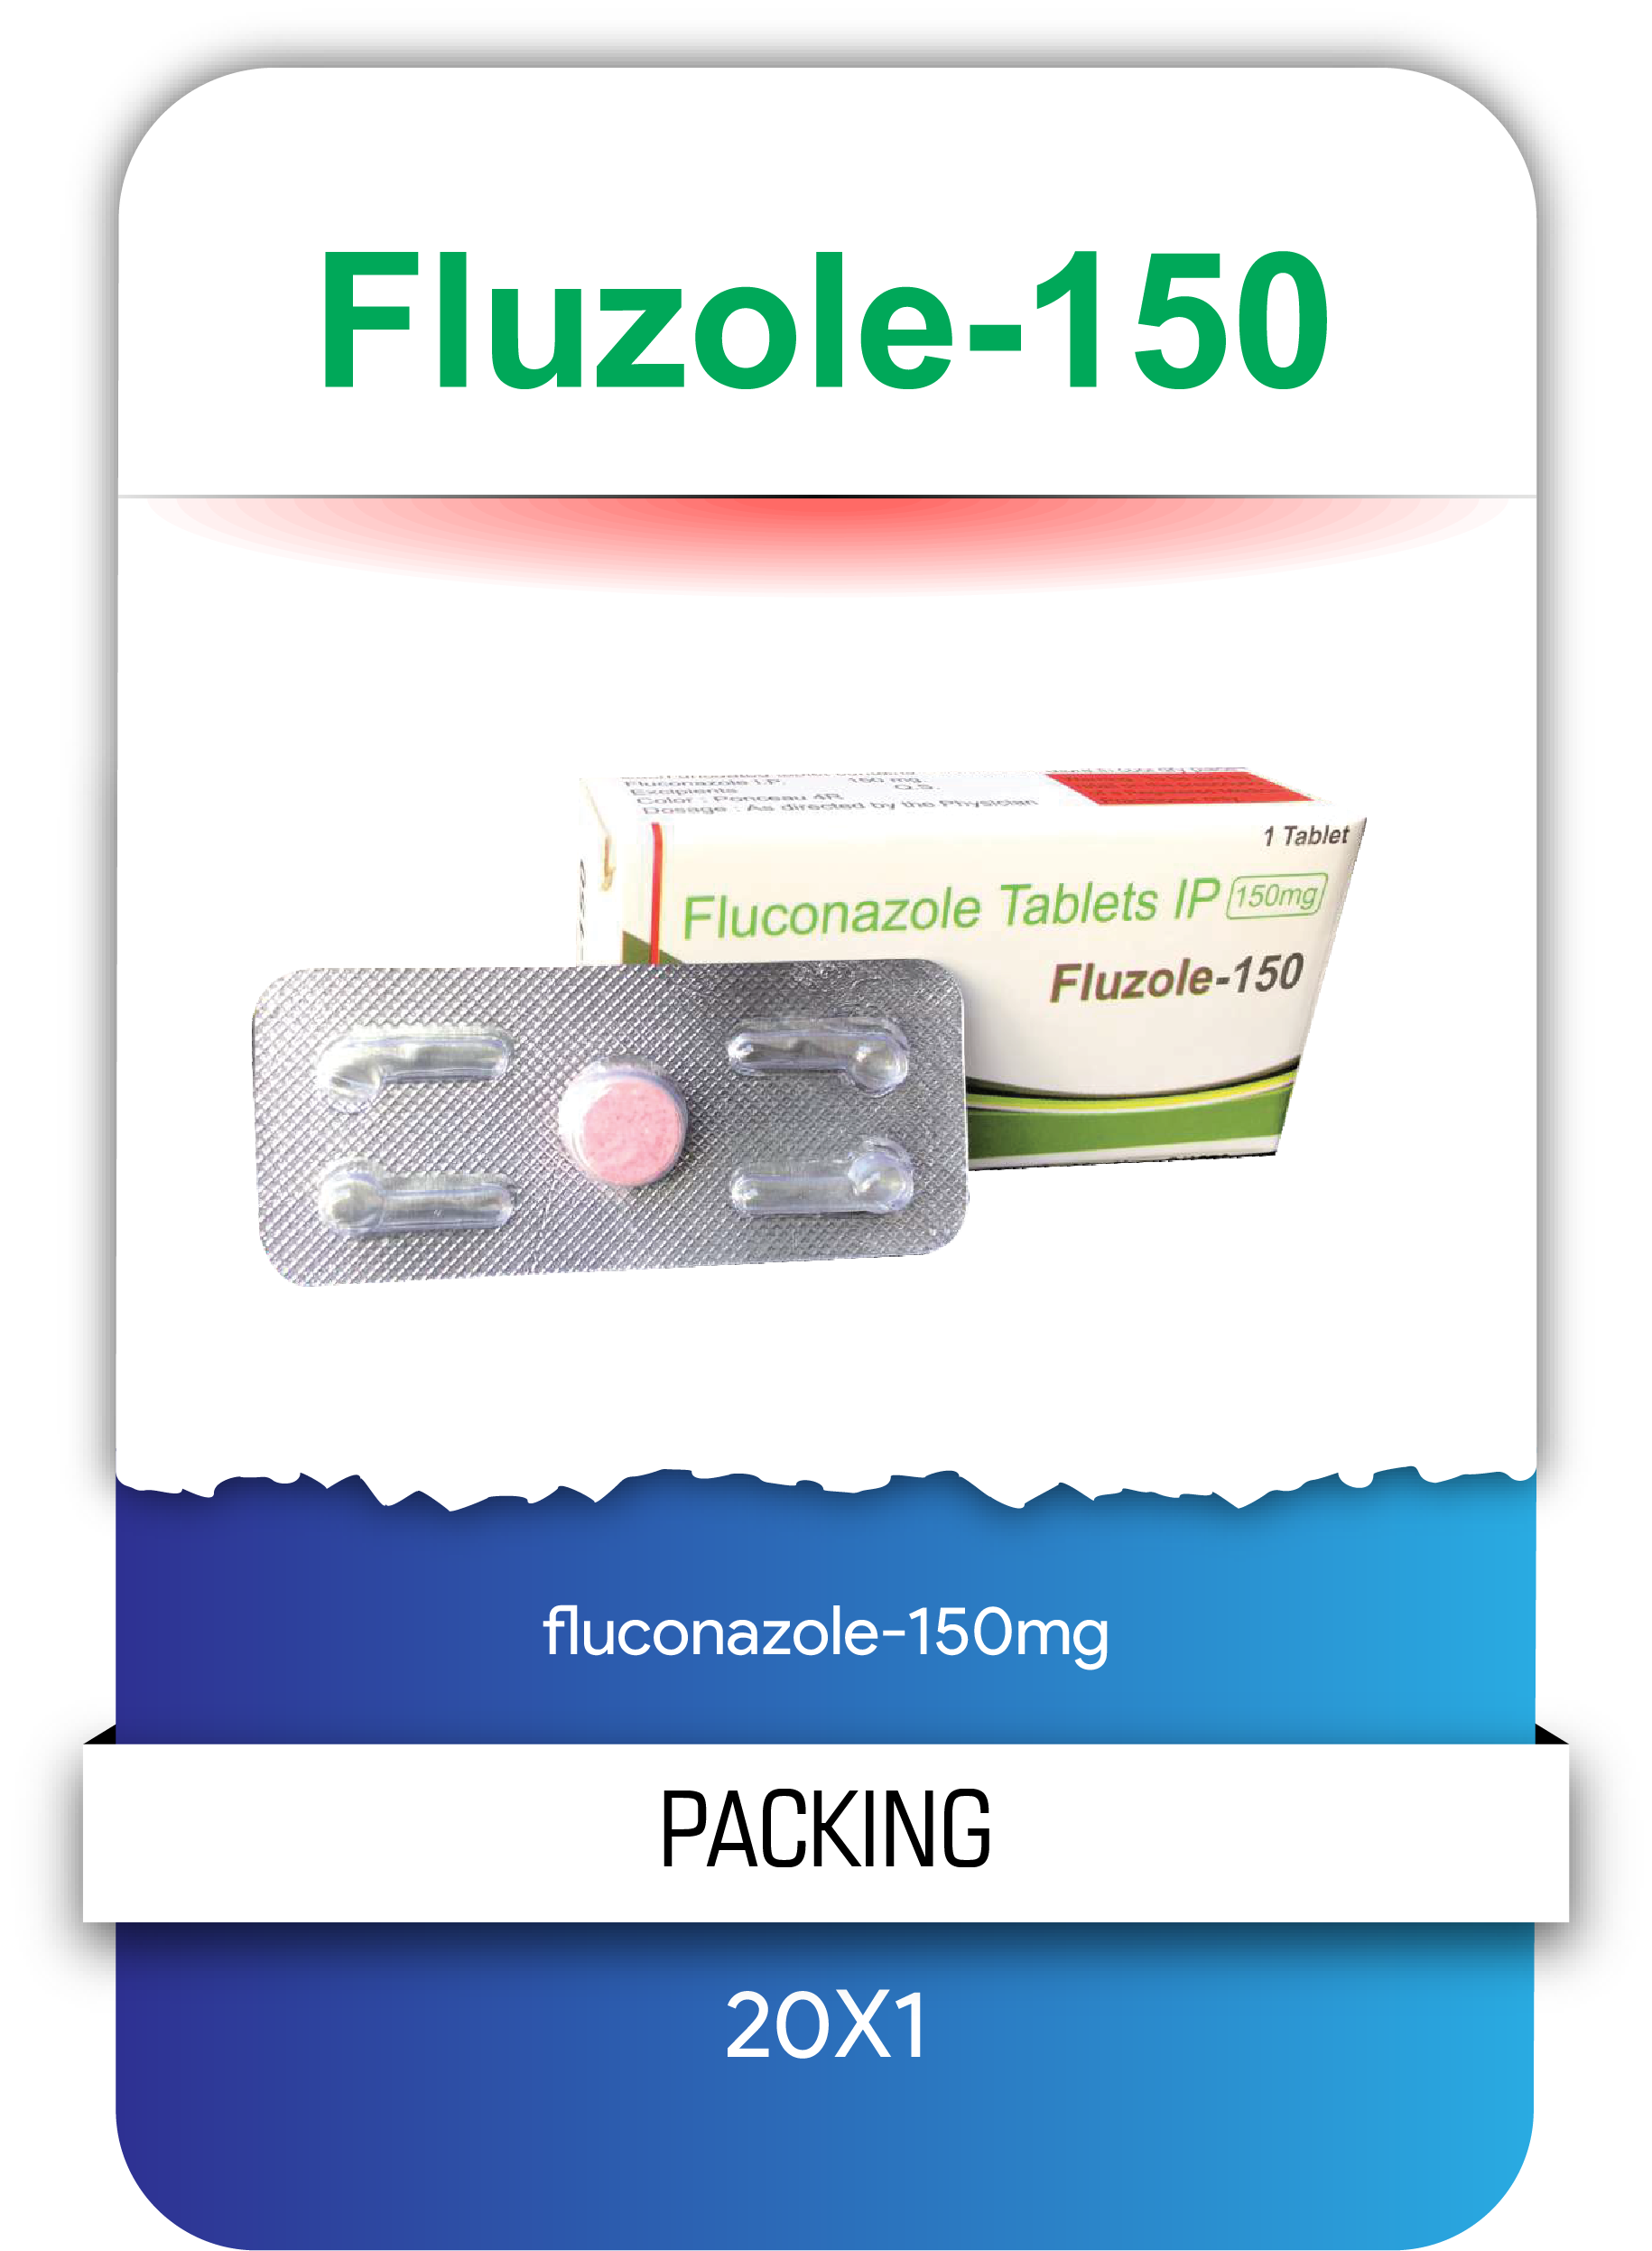 Fluzole-150
Fluconazole I.P. 150 mg.
Excipients Q.S.
Color : Ponceau 4R
Dosage : As directed by the Physician
1 Tablet
Fluconazole Tablets IP 150mg
Fluzole-150
fluconazole-150mg
PACKING
20X1